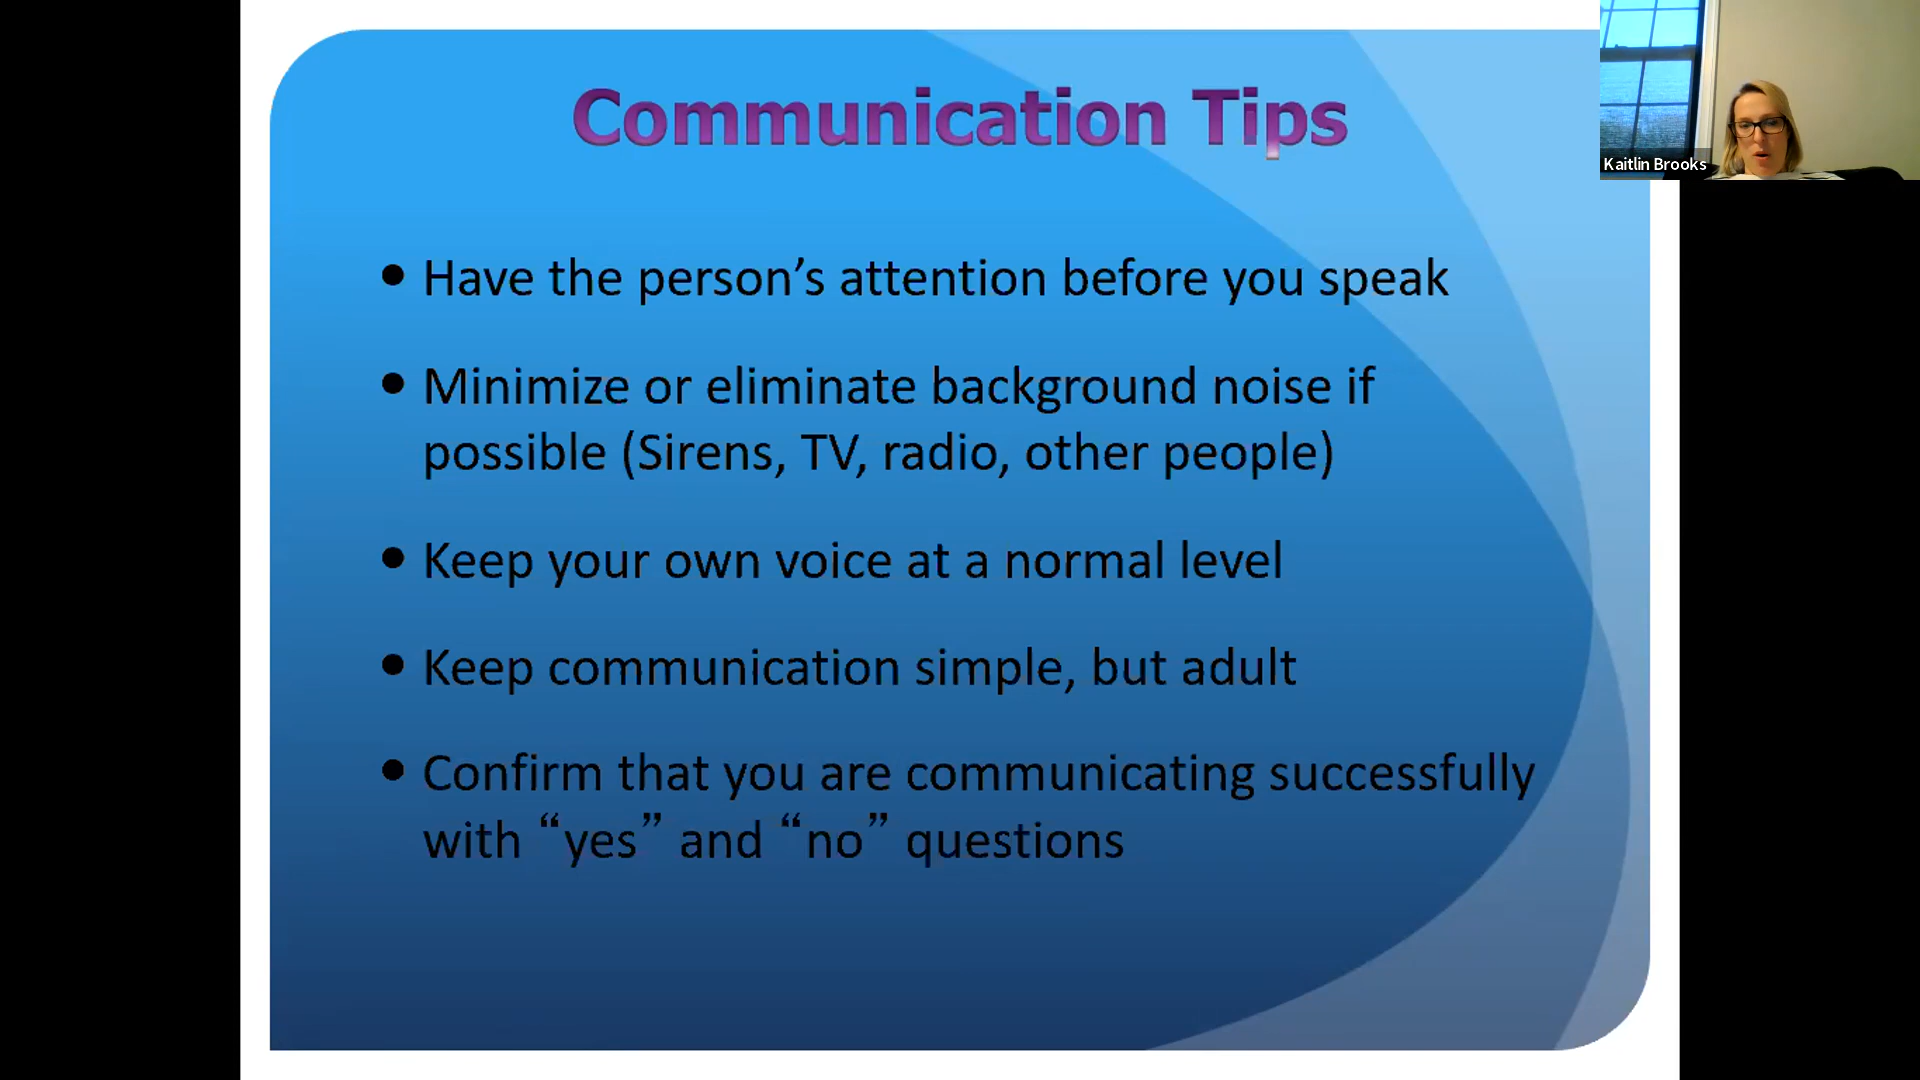 Communication Tips
Kaitlin Brooks
• Have the person’s attention before you speak
• Minimize or eliminate background noise if
possible (Sirens, TV, radio, other people)
• Keep your own voice at a normal level
• Keep communication simple, but adult
• Confirm that you are communicating successfully
with “yes” and “no” questions